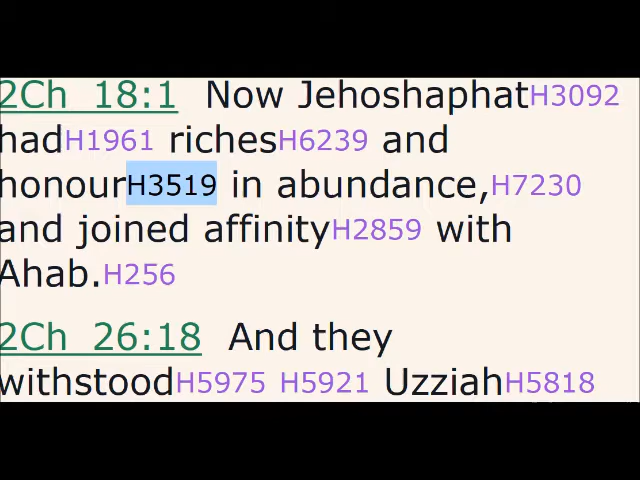 2Ch 18:1 Now JehoshaphatH3092
hadH1961 richesH6239 and
honourH3519 in abundance,H7230
and joined affinityH2859 with
Ahab.H256
2Ch 26:18 And they
withstoodH5975 H5921 UzziahH5818